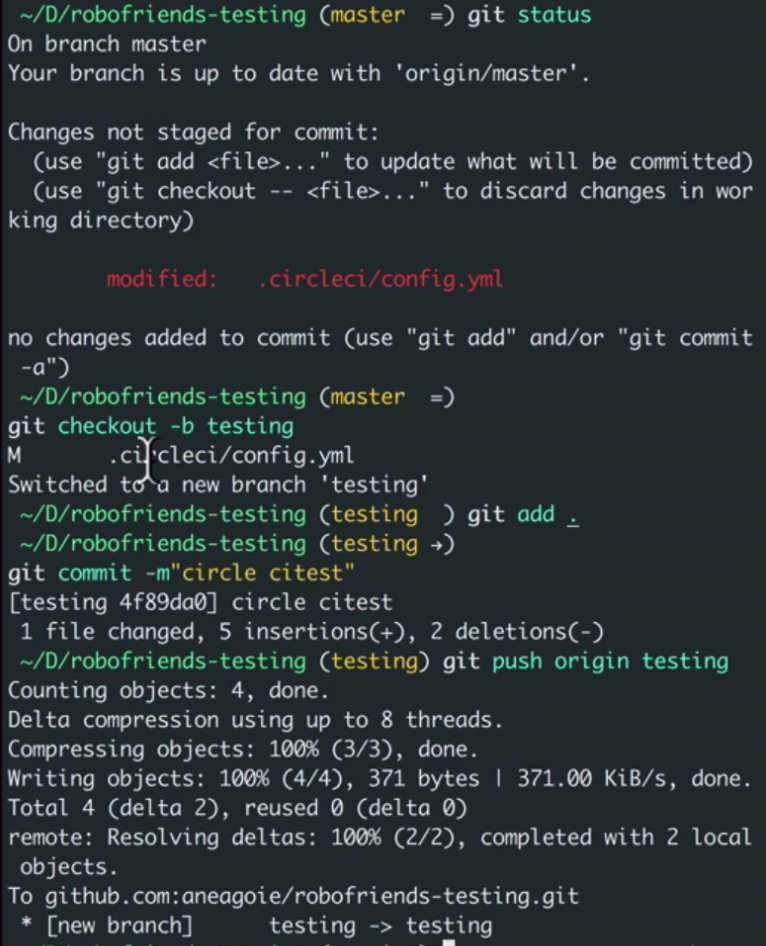 ~/D/robofriends-testing (master  =) git status
On branch master
Your branch is up to date with 'origin/master'.
Changes not staged for commit:
  (use "git add <file>..." to update what will be committed)
  (use "git checkout -- <file>..." to discard changes in wor
king directory)
        modified:   .circleci/config.yml
no changes added to commit (use "git add" and/or "git commit
 -a")
~/D/robofriends-testing (master  =)
git checkout -b testing
M       .circleci/config.yml
Switched to a new branch 'testing'
~/D/robofriends-testing (testing  ) git add .
~/D/robofriends-testing (testing →)
git commit -m"circle citest"
[testing 4f89da0] circle citest
 1 file changed, 5 insertions(+), 2 deletions(-)
~/D/robofriends-testing (testing) git push origin testing
Counting objects: 4, done.
Delta compression using up to 8 threads.
Compressing objects: 100% (3/3), done.
Writing objects: 100% (4/4), 371 bytes | 371.00 KiB/s, done.
Total 4 (delta 2), reused 0 (delta 0)
remote: Resolving deltas: 100% (2/2), completed with 2 local
 objects.
To github.com:aneagoie/robofriends-testing.git
 * [new branch]      testing -> testing